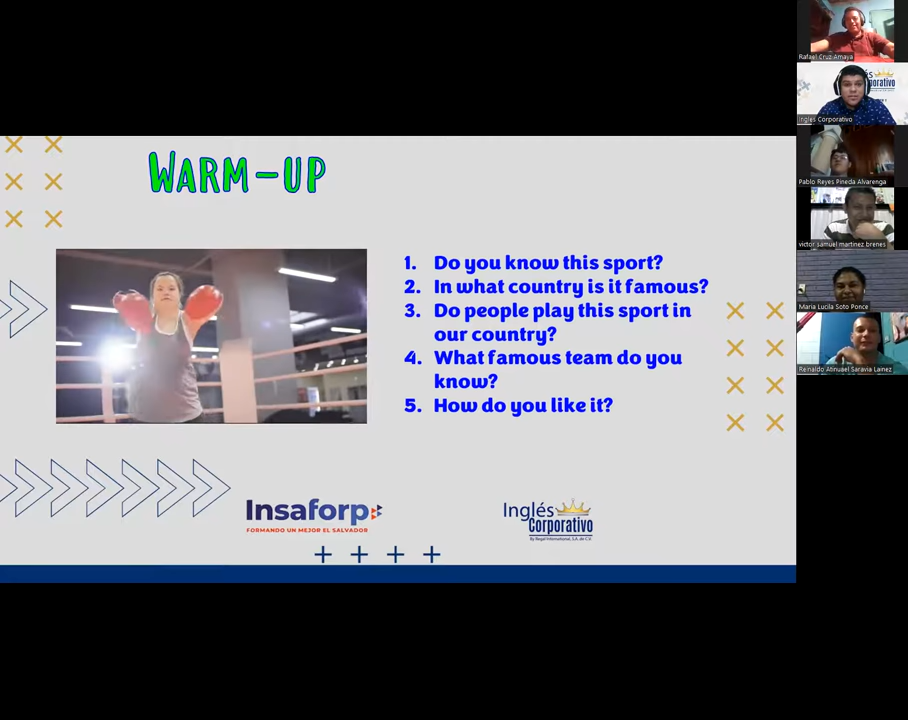 WARM-UP
1. Do you know this sport?
2. In what country is it famous?
3. Do people play this sport in
our country?
4. What famous team do you
know?
5. How do you like it?
Insaforp
FORMANDO UN MEJOR EL SALVADOR
Inglés
Corporativo
By Regal International, S.A. de C.V.
Rafael Cruz Amaya
Inglés Corporativo
Pablo Reyes Pineda Alvarenga
victor samuel martinez brenes
Maria Lucila Soto Ponce
Reinaldo Atinuael Saravia Lainez